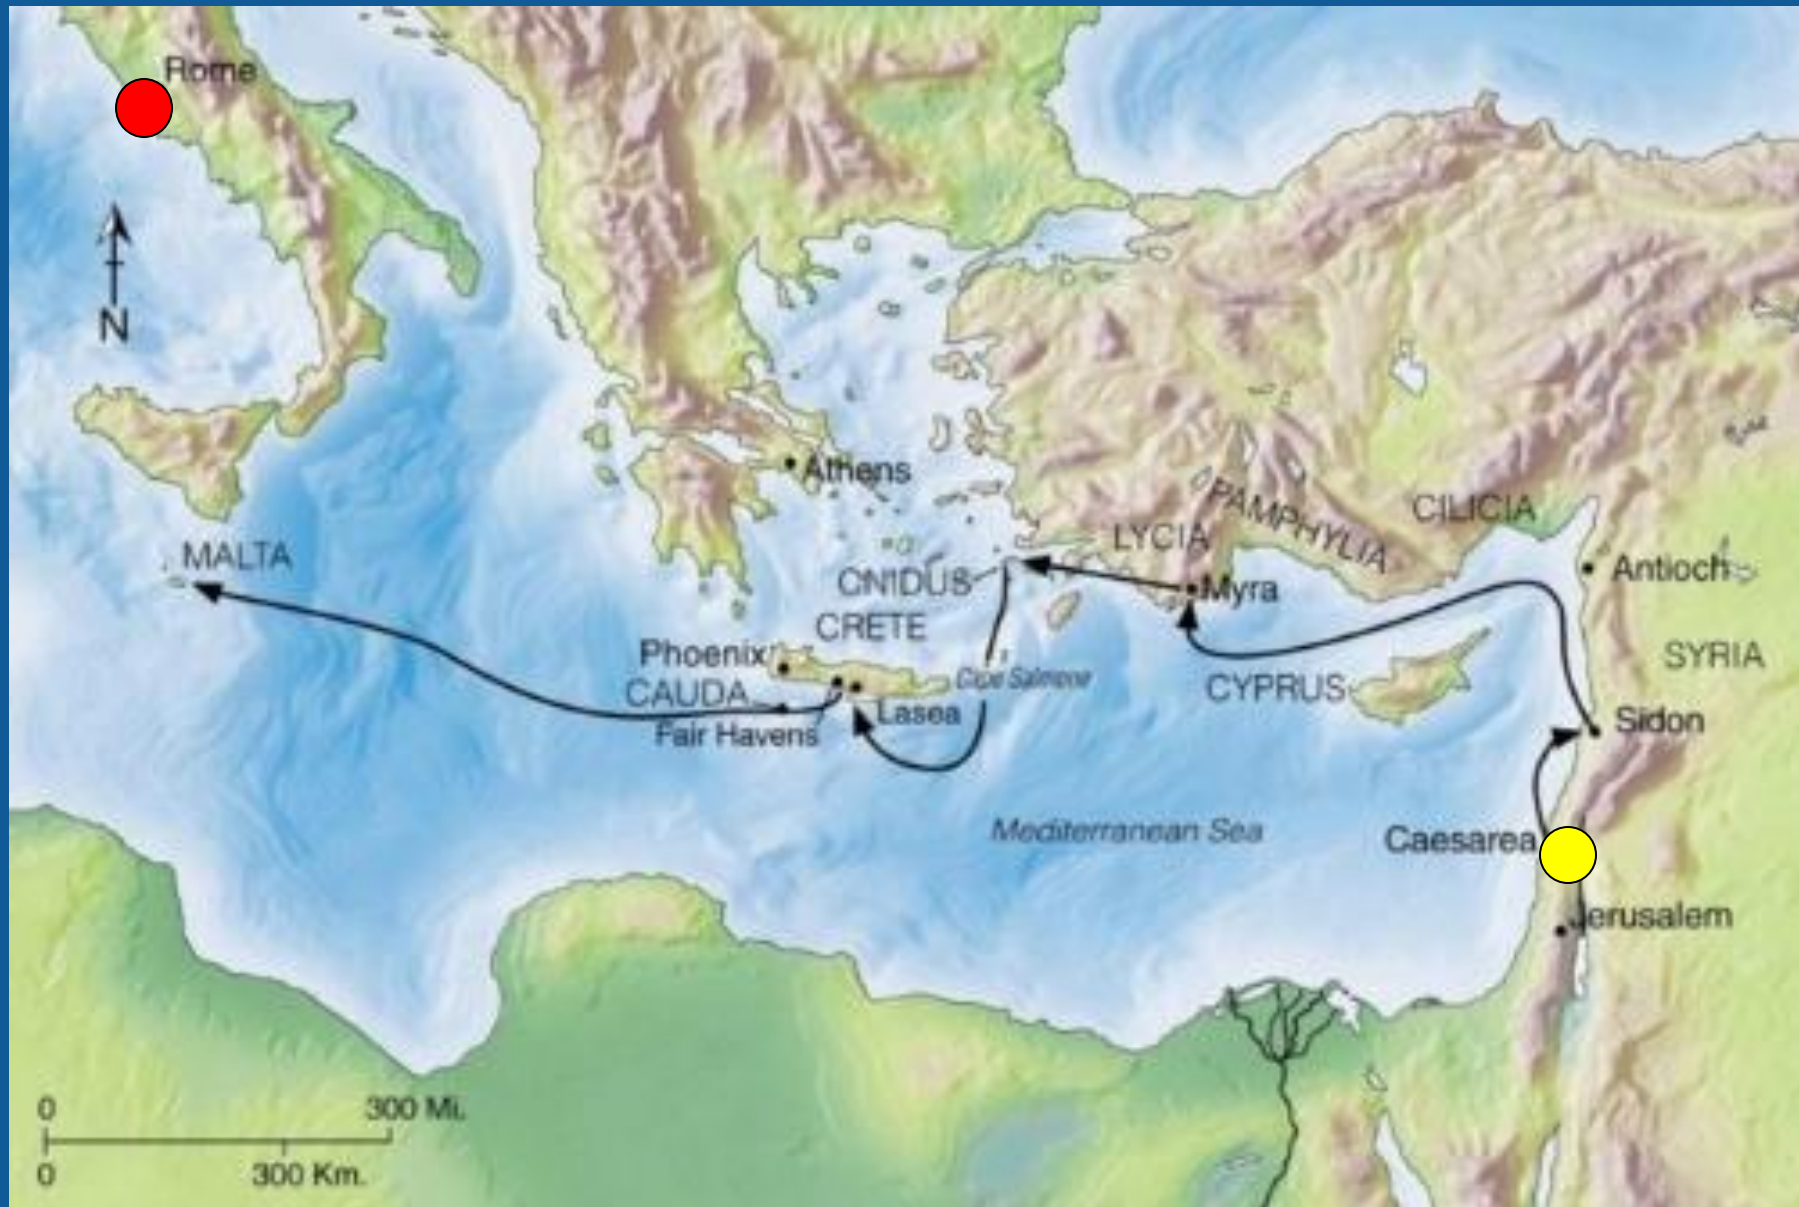 Rome
N
Athens
PAMPHYLIA
CILICIA
LYCIA
MALTA
Antioch
CNIDUS
Myra
CRETE
Phoenix
SYRIA
Cape Salmone
CAUDA
CYPRUS
Lasea
Sidon
Fair Havens
Mediterranean Sea
Caesarea
Jerusalem
0
300 Mi.
0
300 Km.